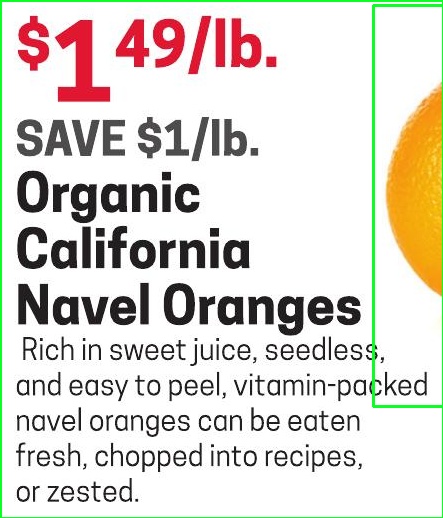 $1 49/lb.
SAVE $1/lb.
Organic
California
Navel Oranges
Rich in sweet juice, seedless,
and easy to peel, vitamin-packed
navel oranges can be eaten
fresh, chopped into recipes,
or zested.